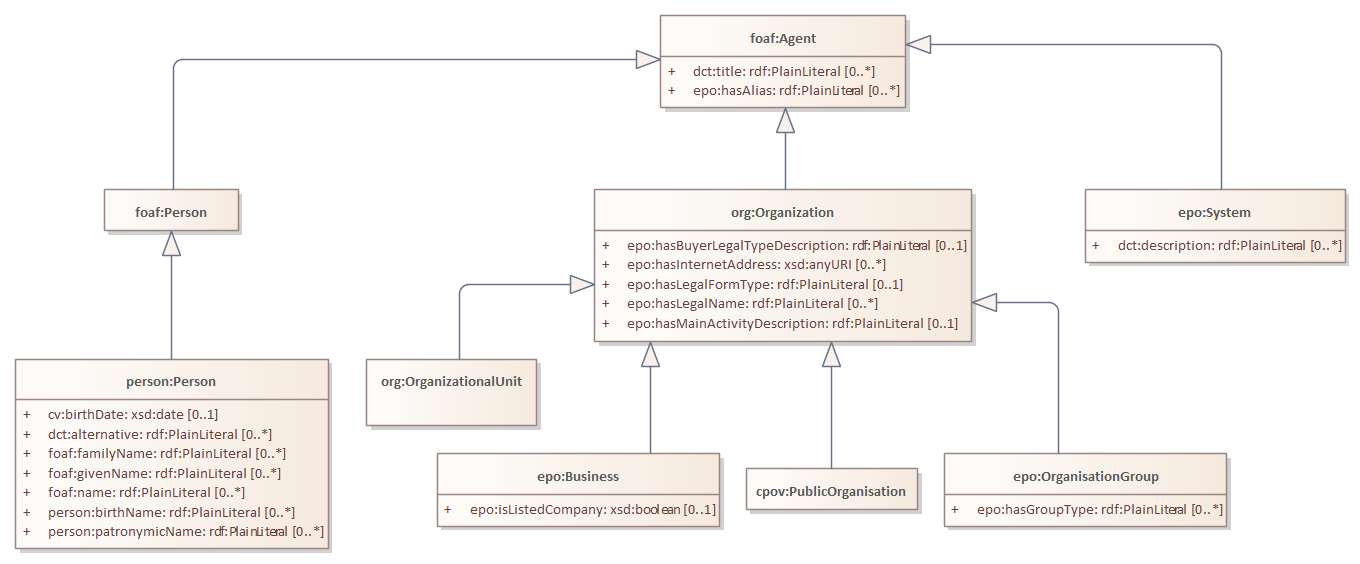 foaf:Agent
+ dct:title: rdf:PlainLiteral [0..*]
+ epo:hasAlias: rdf:PlainLiteral [0..*]
foaf:Person
org:Organization
+ epo:hasBuyerLegalTypeDescription: rdf:PlainLiteral [0..1]
+ epo:hasInternetAddress: xsd:anyURI [0..*]
+ epo:hasLegalFormType: rdf:PlainLiteral [0..1]
+ epo:hasLegalName: rdf:PlainLiteral [0..*]
+ epo:hasMainActivityDescription: rdf:PlainLiteral [0..1]
epo:System
+ dct:description: rdf:PlainLiteral [0..*]
person:Person
+ cv:birthDate: xsd:date [0..1]
+ dct:alternative: rdf:PlainLiteral [0..*]
+ foaf:familyName: rdf:PlainLiteral [0..*]
+ foaf:givenName: rdf:PlainLiteral [0..*]
+ foaf:name: rdf:PlainLiteral [0..*]
+ person:birthName: rdf:PlainLiteral [0..*]
+ person:patronymicName: rdf:PlainLiteral [0..*]
org:OrganizationalUnit
epo:Business
+ epo:isListedCompany: xsd:boolean [0..1]
cpov:PublicOrganisation
epo:OrganisationGroup
+ epo:hasGroupType: rdf:PlainLiteral [0..*]